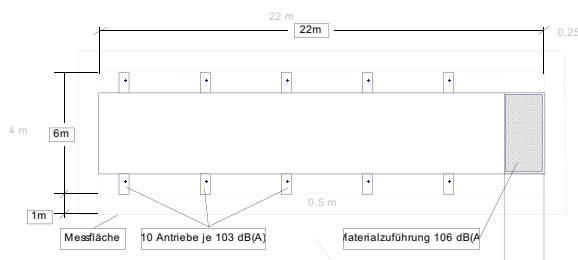 22 m
22m
0.25
4 m
6m
0.5 m
1m
Messfläche
10 Antriebe je 103 dB(A)
Materialzuführung 106 dB(A)